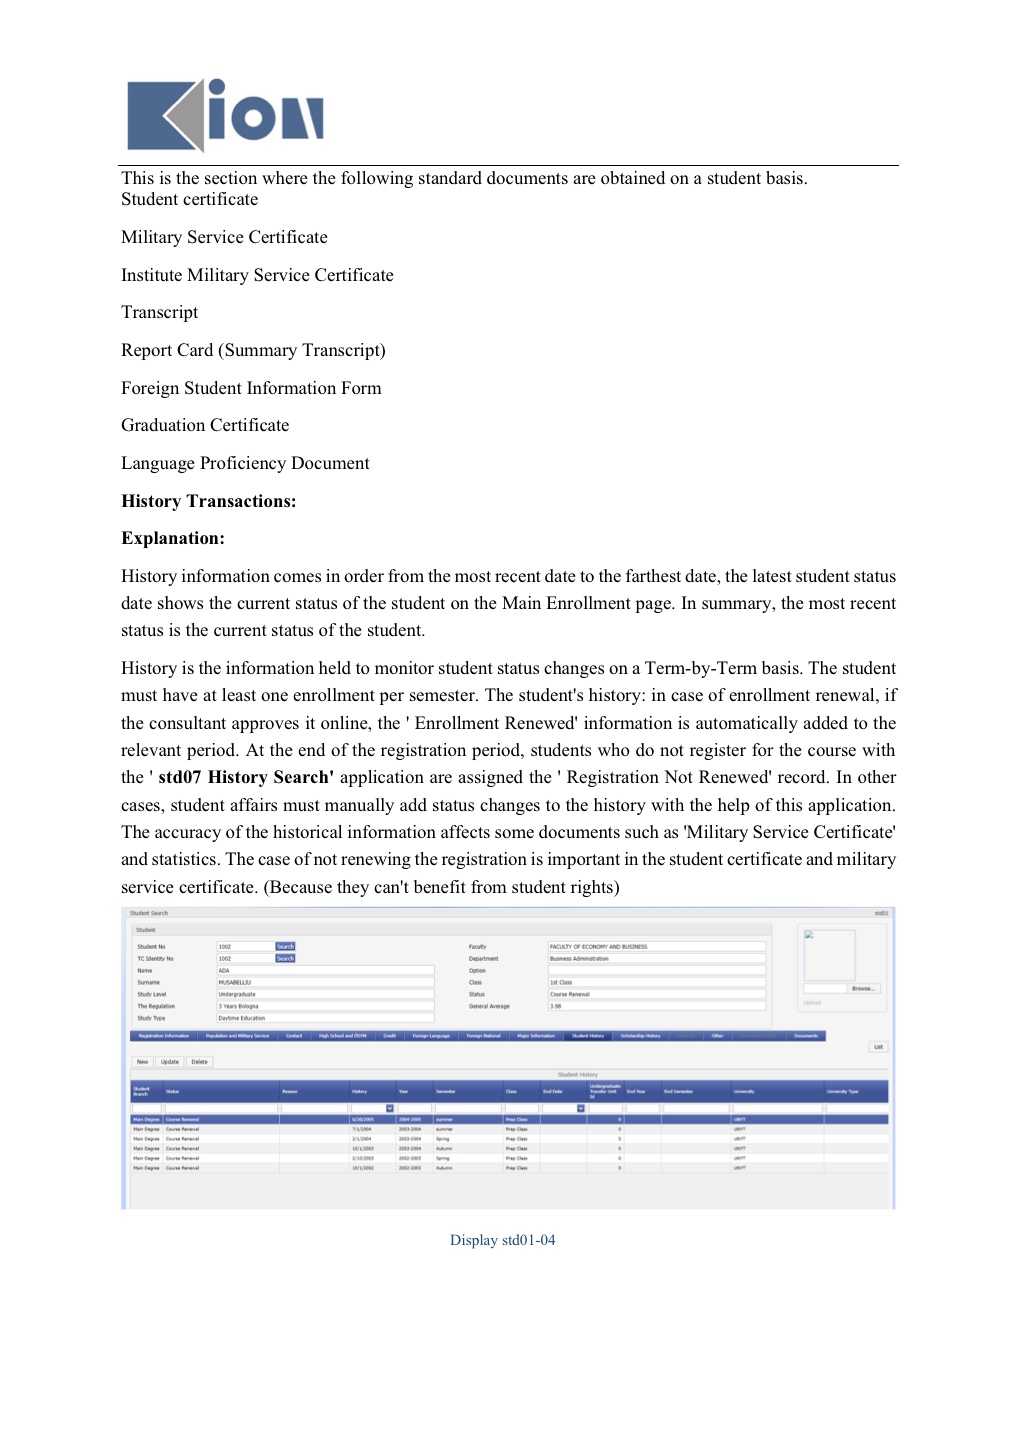 Kion
This is the section where the following standard documents are obtained on a student basis.
Student certificate
Military Service Certificate
Institute Military Service Certificate
Transcript
Report Card (Summary Transcript)
Foreign Student Information Form
Graduation Certificate
Language Proficiency Document
History Transactions:
Explanation:
History information comes in order from the most recent date to the farthest date, the latest student status
date shows the current status of the student on the Main Enrollment page. In summary, the most recent
status is the current status of the student.
History is the information held to monitor student status changes on a Term-by-Term basis. The student
must have at least one enrollment per semester. The student's history: in case of enrollment renewal, if
the consultant approves it online, the ' Enrollment Renewed' information is automatically added to the
relevant period. At the end of the registration period, students who do not register for the course with
the ' std07 History Search' application are assigned the ' Registration Not Renewed' record. In other
cases, student affairs must manually add status changes to the history with the help of this application.
The accuracy of the historical information affects some documents such as 'Military Service Certificate'
and statistics. The case of not renewing the registration is important in the student certificate and military
service certificate. (Because they can't benefit from student rights)
Student Search std01
Student
Student No 1002 Search Faculty FACULTY OF ECONOMY AND BUSINESS
TC Identity No 1002 Search Department Business Administration
Name ADA Option
Surname MUSABELLIU Class 1st Class
Study Level Undergraduate Status Course Renewal Browse...
The Regulation 3 Years Bologna General Average 3.98 Upload
Study Type Daytime Education
Registration Information Population and Military Service Contact High School and ÖSYM Credit Foreign Language Foreign National Major Information Student History Scholarship History Other Documents
List
New Update Delete
Student History
Student Branch Status Reason History Year Semester Class End Date Undergraduate Transfer Unit Id End Year End Semester University University Type
Main Degree Course Renewal 6/20/2005 2004-2005 summer Prep Class 0 UNYT
Main Degree Course Renewal 7/1/2004 2003-2004 summer Prep Class 0 UNYT
Main Degree Course Renewal 2/1/2004 2003-2004 Spring Prep Class 0 UNYT
Main Degree Course Renewal 10/1/2003 2003-2004 Autumn Prep Class 0 UNYT
Main Degree Course Renewal 2/10/2003 2002-2003 Spring Prep Class 0 UNYT
Main Degree Course Renewal 10/1/2002 2002-2003 Autumn Prep Class 0 UNYT
Display std01-04